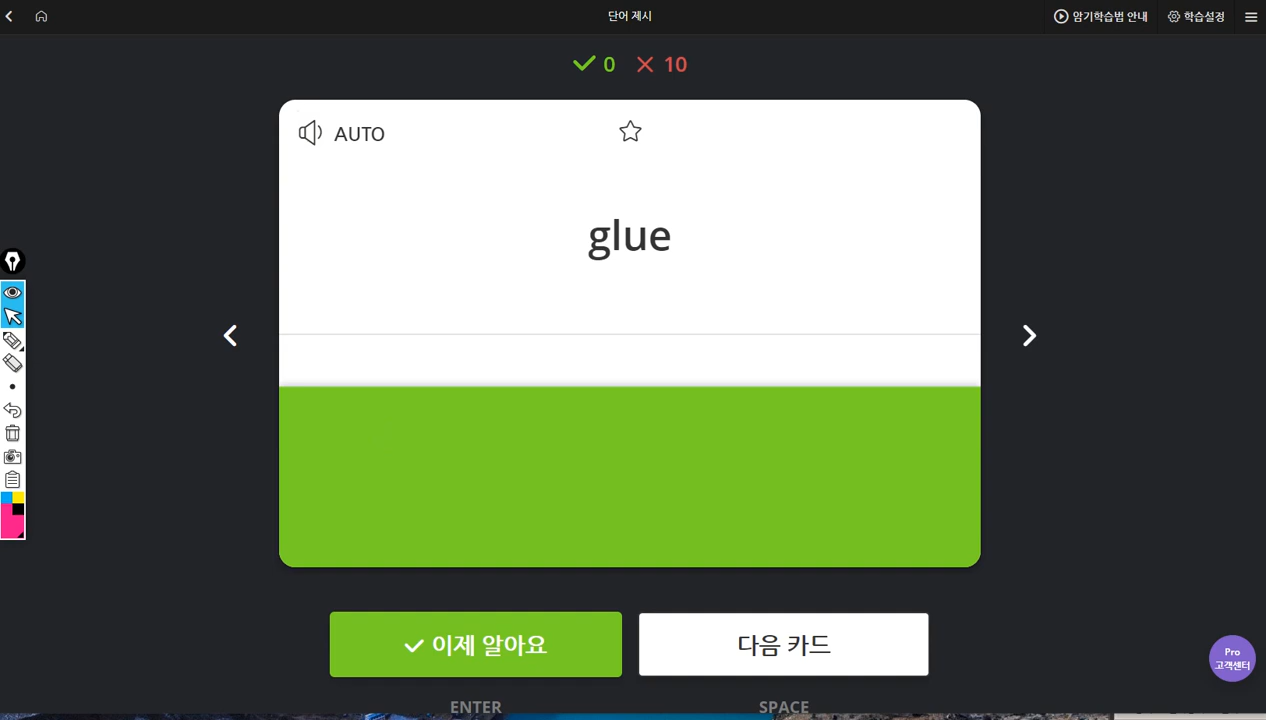 단어 제시
암기학습법 안내
학습설정
0
10
AUTO
glue
이제 알아요
다음 카드
Pro
고객센터
ENTER
SPACE